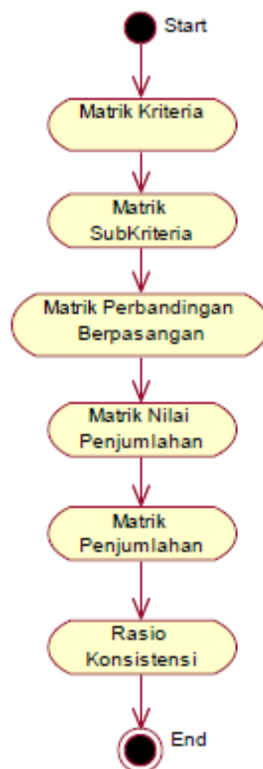 Start
Matrik Kriteria
Matrik
SubKriteria
Matrik Perbandingan
Berpasangan
Matrik Nilai
Penjumlahan
Matrik
Penjumlahan
Rasio
Konsistensi
End